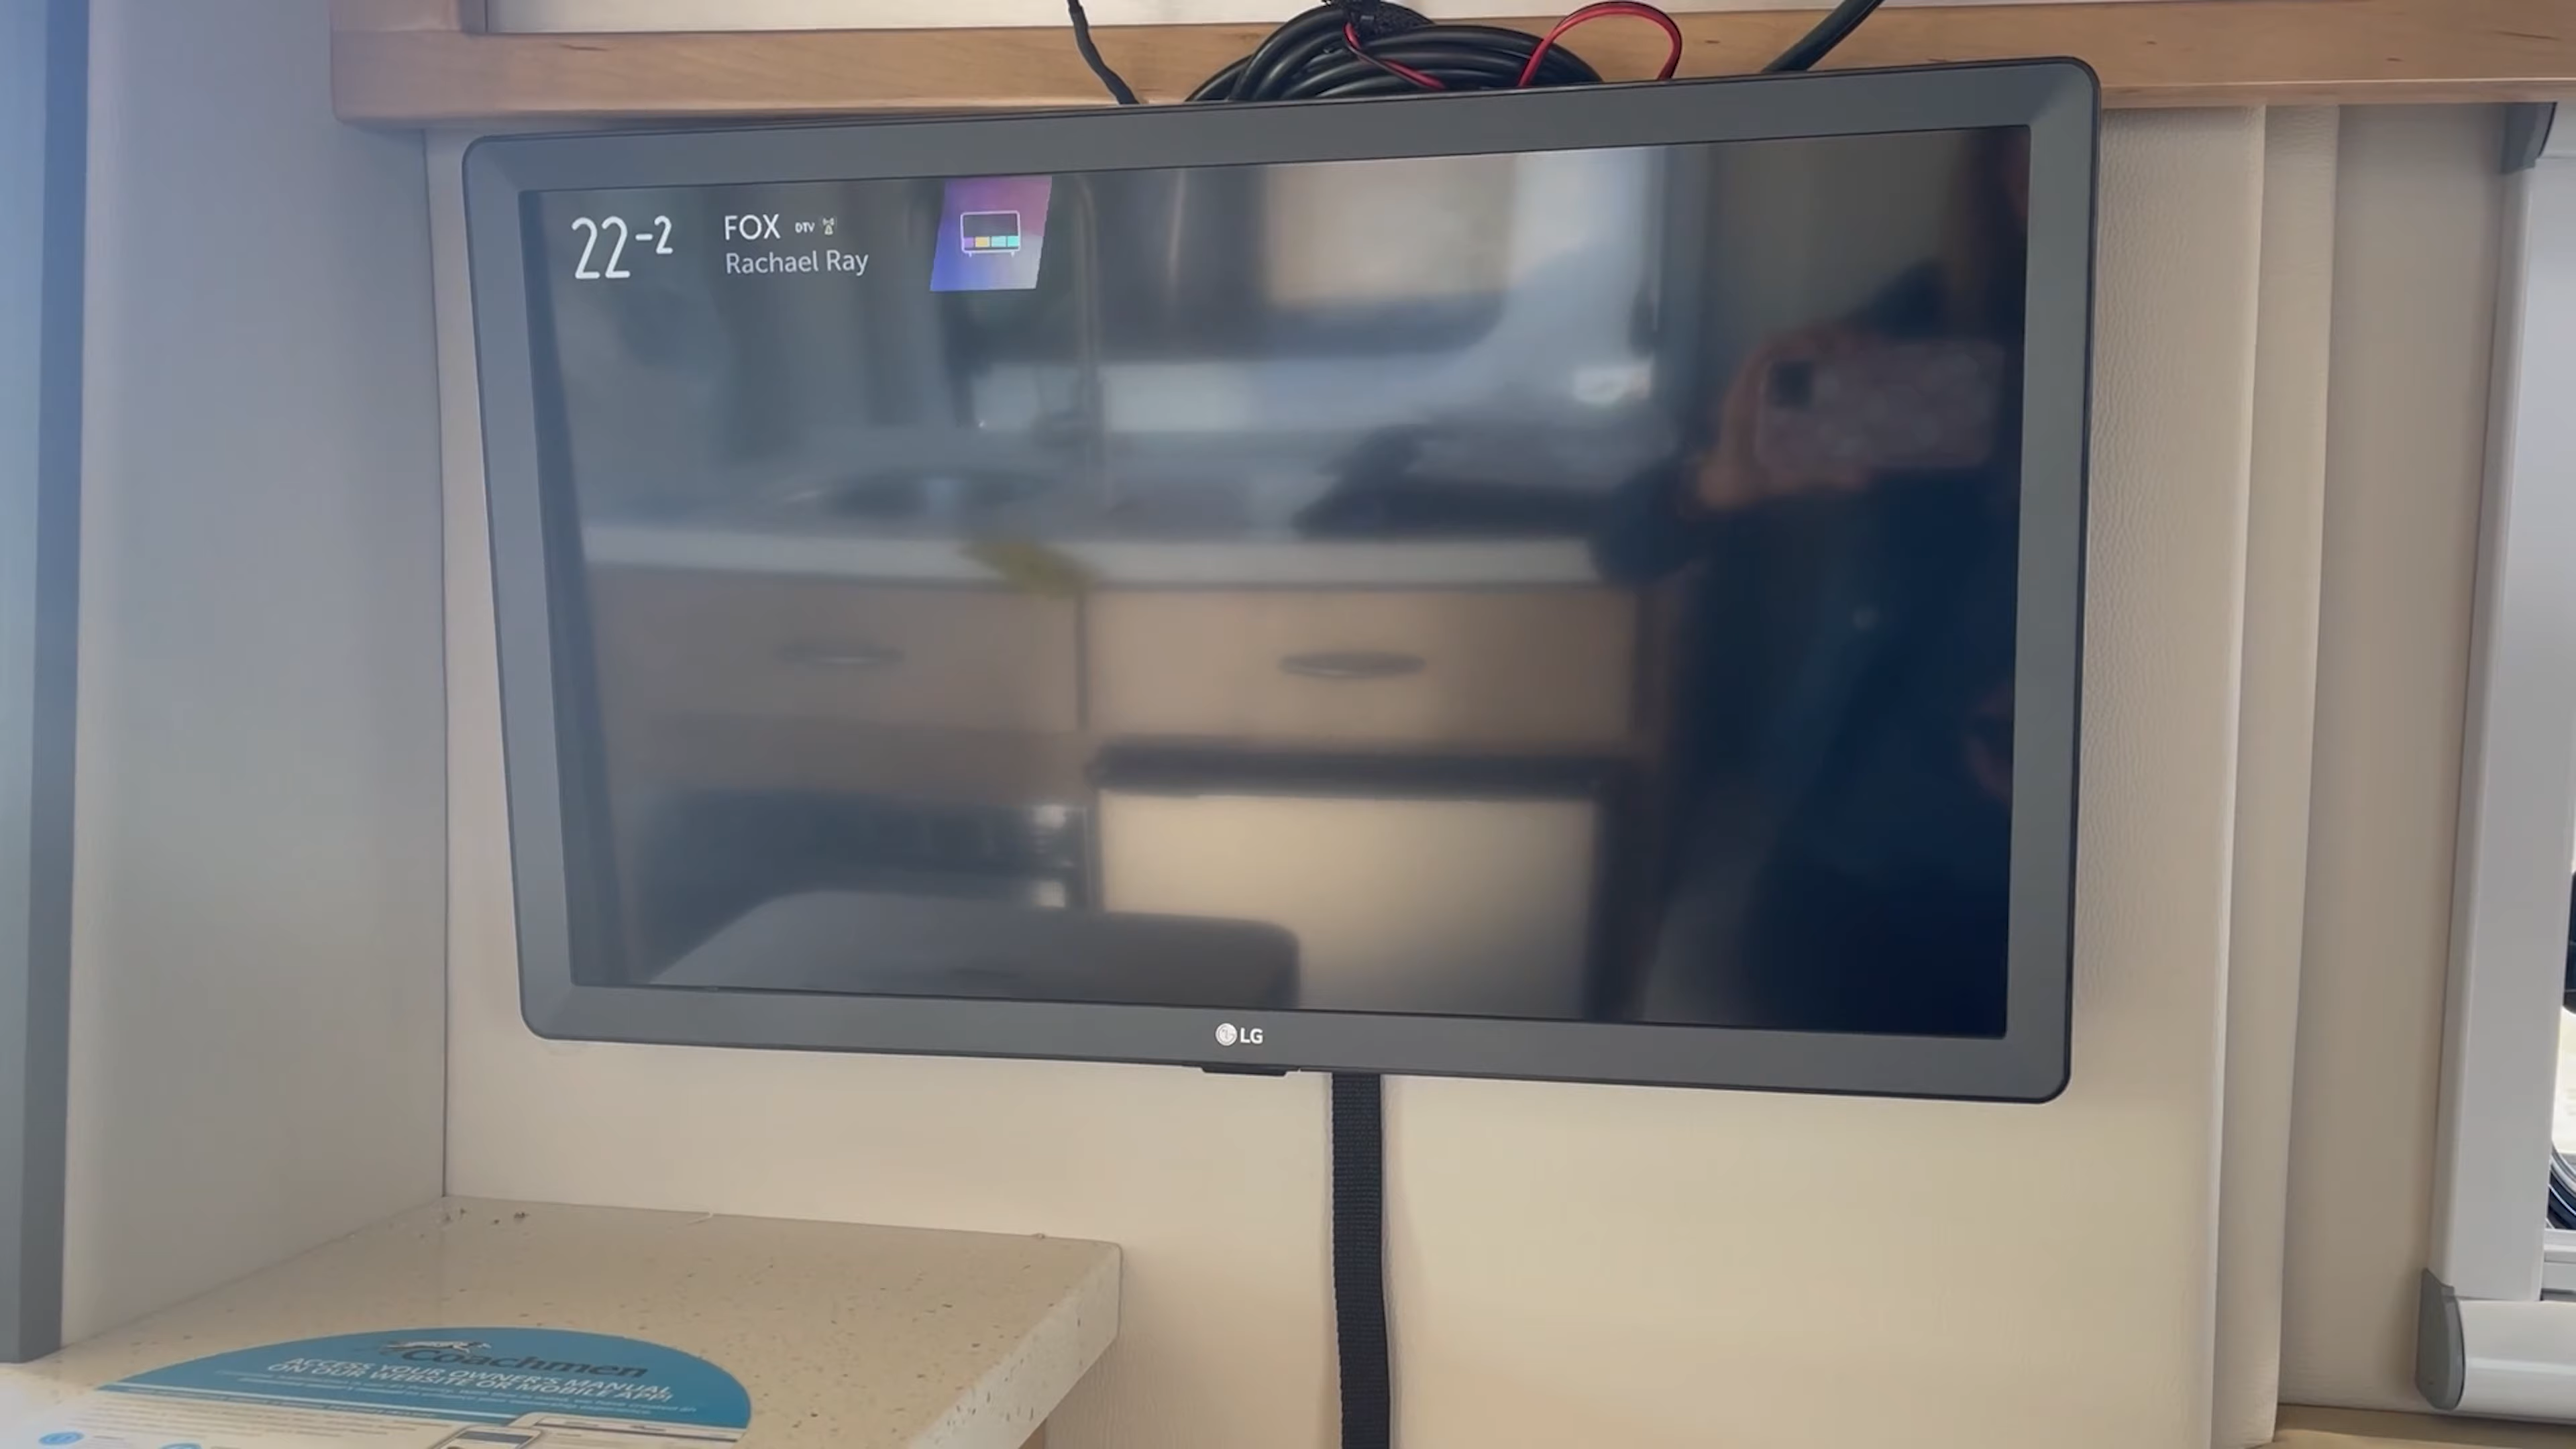 22-2
FOX DTV
Rachael Ray
LG
Coachmen
ACCESS YOUR OWNER'S MANUAL
ON OUR WEBSITE OR MOBILE APP!